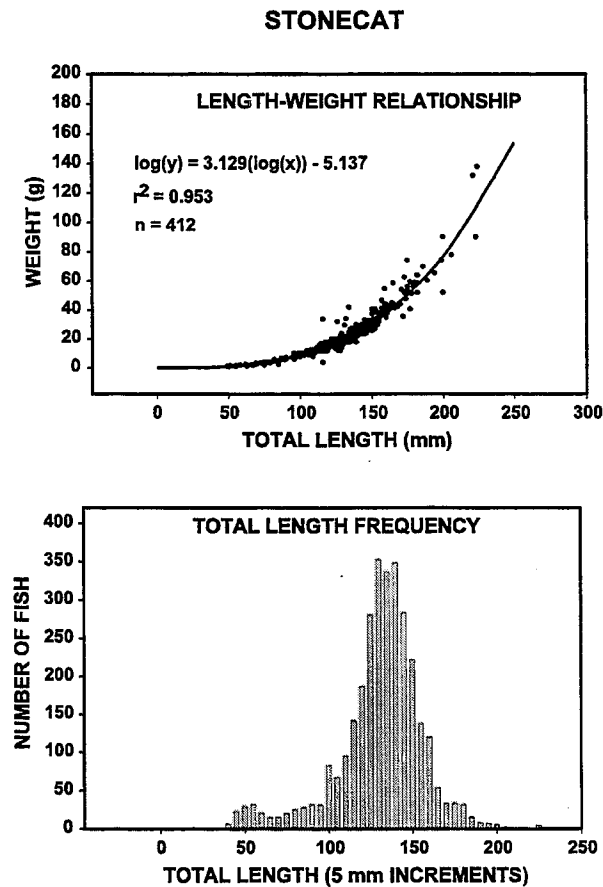 STONECAT
LENGTH-WEIGHT RELATIONSHIP
log(y) = 3.129(log(x)) - 5.137
r2 = 0.953
n = 412
WEIGHT (g)
200
180
160
140
120
100
80
60
40
20
0
0 50 100 150 200 250 300
TOTAL LENGTH (mm)
TOTAL LENGTH FREQUENCY
NUMBER OF FISH
400
350
300
250
200
150
100
50
0
0 50 100 150 200 250
TOTAL LENGTH (5 mm INCREMENTS)